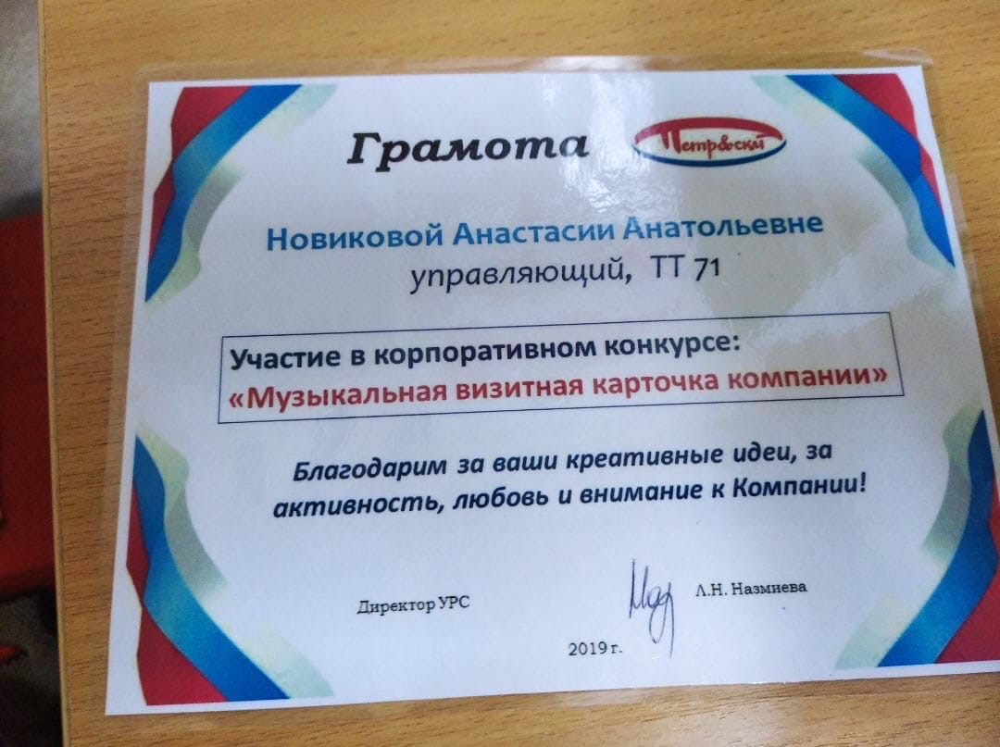 Грамота
Петровский
Новиковой Анастасии Анатольевне
управляющий, ТТ 71
Участие в корпоративном конкурсе:
«Музыкальная визитная карточка компании»
Благодарим за ваши креативные идеи, за
активность, любовь и внимание к Компании!
Директор УРС
Л.Н. Назмиева
2019 г.